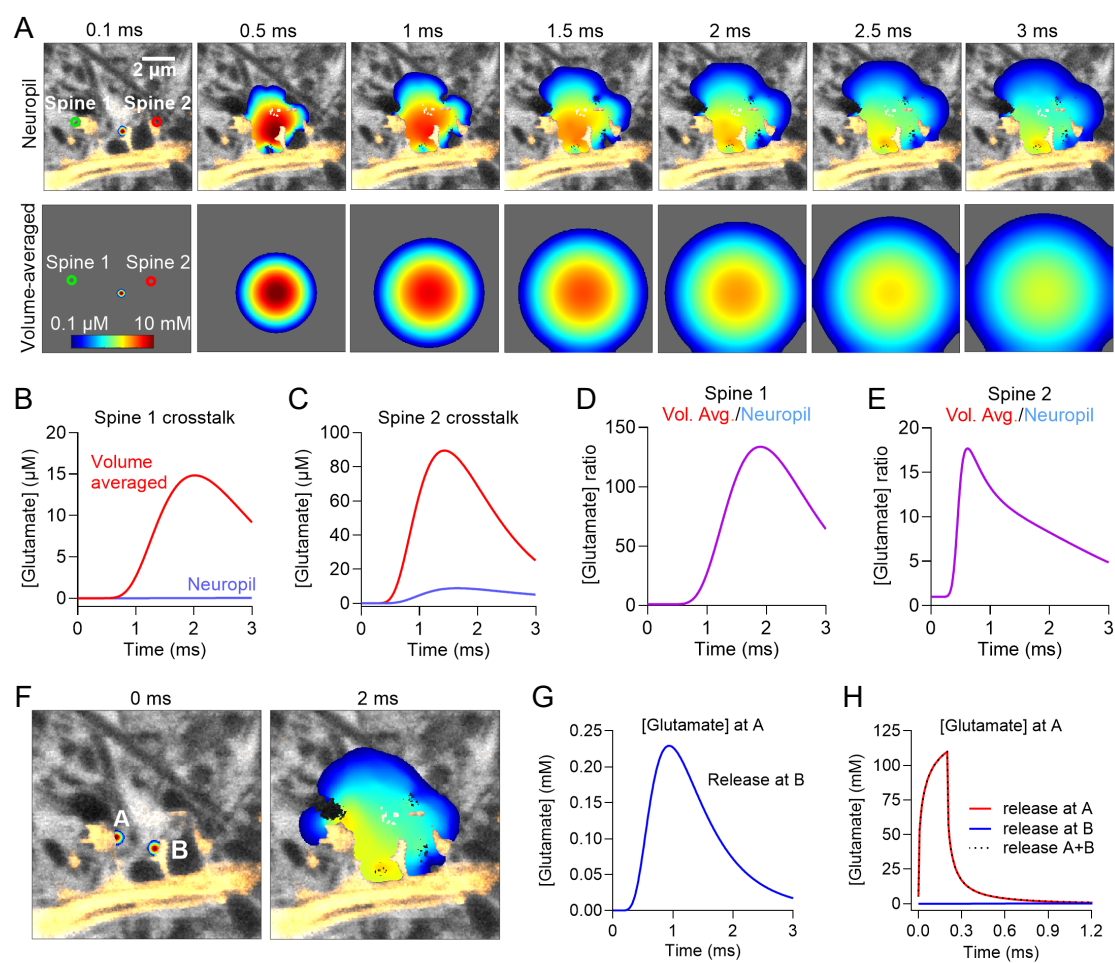 A
0.1 ms
0.5 ms
1 ms
1.5 ms
2 ms
2.5 ms
3 ms
Neuropil
2 µm
Spine 1
Spine 2
Volume-averaged
Spine 1
Spine 2
0.1 µM
10 mM
B
Spine 1 crosstalk
[Glutamate] (µM)
20
15
10
5
0
Volume
averaged
Neuropil
0
1
2
3
Time (ms)
C
Spine 2 crosstalk
[Glutamate] (µM)
100
80
60
40
20
0
0
1
2
3
Time (ms)
D
Spine 1
Vol. Avg./Neuropil
[Glutamate] ratio
150
100
50
0
0
1
2
3
Time (ms)
E
Spine 2
Vol. Avg./Neuropil
[Glutamate] ratio
20
15
10
5
0
0
1
2
3
Time (ms)
F
0 ms
2 ms
A
B
G
[Glutamate] at A
[Glutamate] (mM)
0.25
0.20
0.15
0.10
0.05
0.00
Release at B
0
1
2
3
Time (ms)
H
[Glutamate] at A
[Glutamate] (mM)
125
100
75
50
25
0
release at A
release at B
release A+B
0.0
0.3
0.6
0.9
1.2
Time (ms)